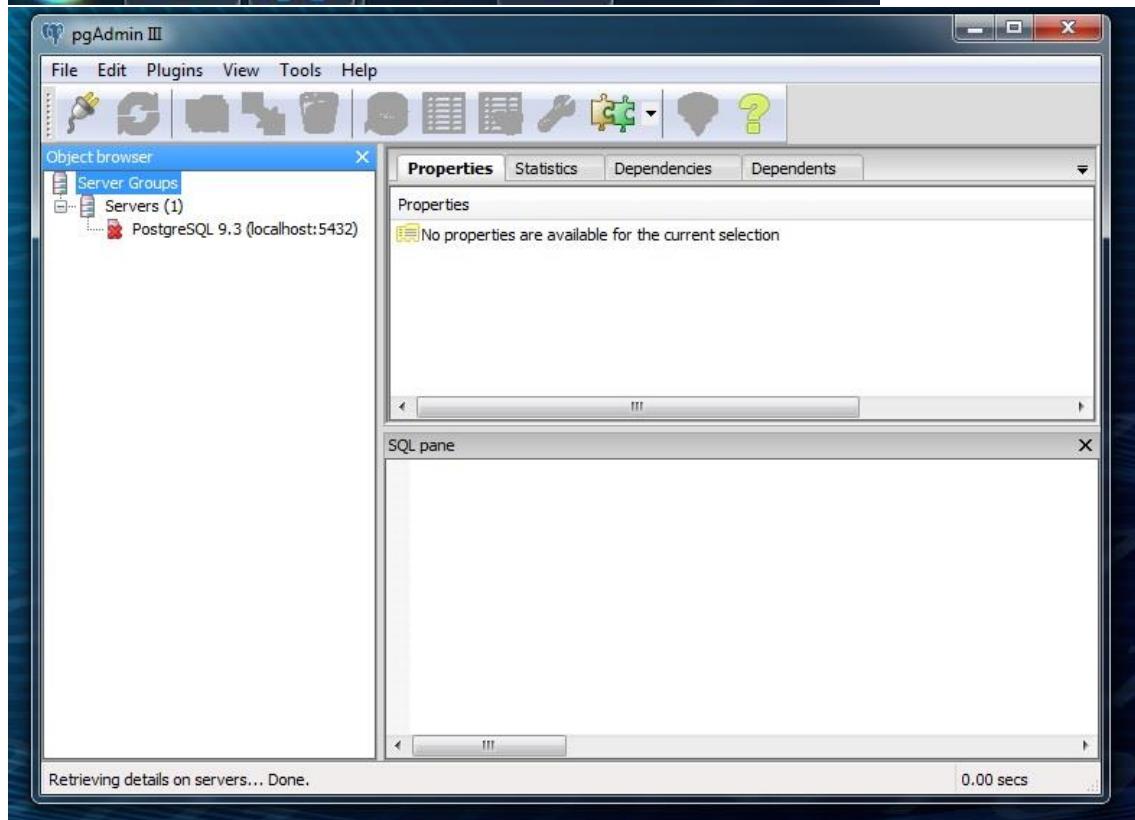 pgAdmin III
File Edit Plugins View Tools Help
Object browser
Server Groups
Servers (1)
PostgreSQL 9.3 (localhost:5432)
Properties Statistics Dependencies Dependents
Properties
No properties are available for the current selection
SQL pane
Retrieving details on servers... Done. 0.00 secs